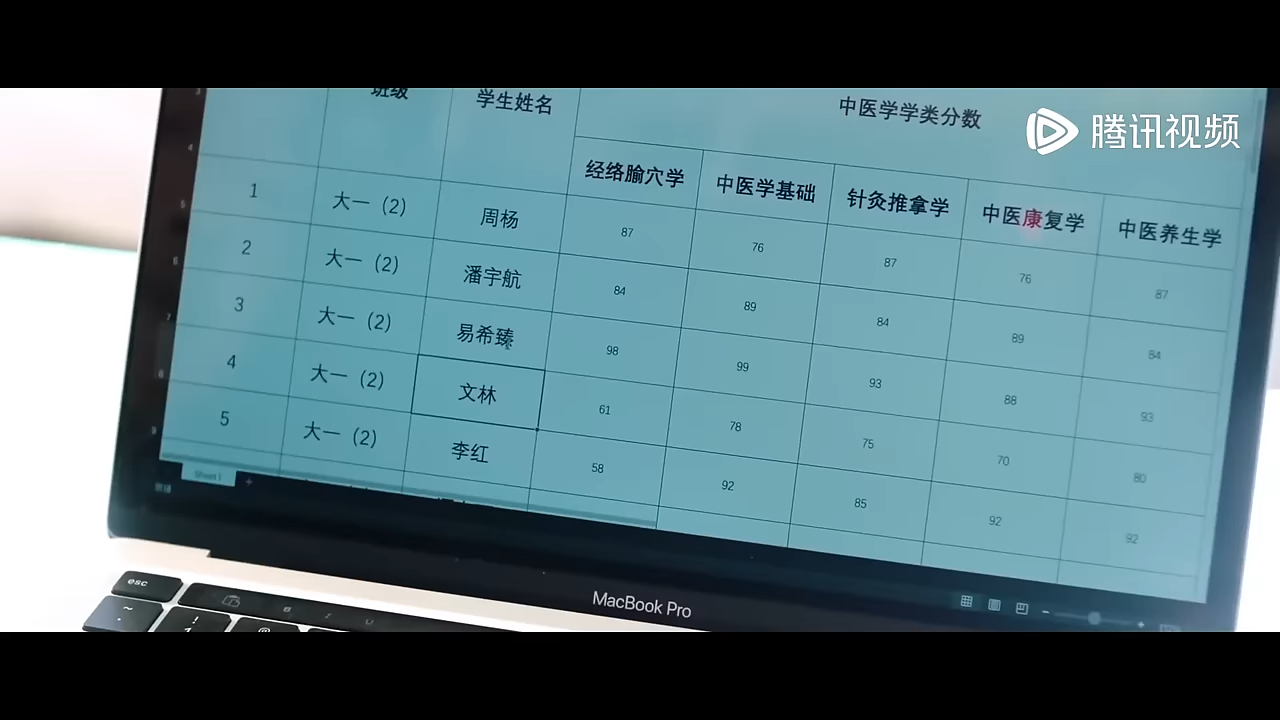 腾讯视频
班级 学生姓名 中医学学类分数
经络腧穴学 中医学基础 针灸推拿学 中医康复学 中医养生学
1 大一（2） 周杨 87 76 87 76 87
2 大一（2） 潘宇航 84 89 84 89 84
3 大一（2） 易希臻 98 99 93 88 93
4 大一（2） 文林 61 78 75 70 80
5 大一（2） 李红 58 92 85 92 92
Sheet1
MacBook Pro
esc